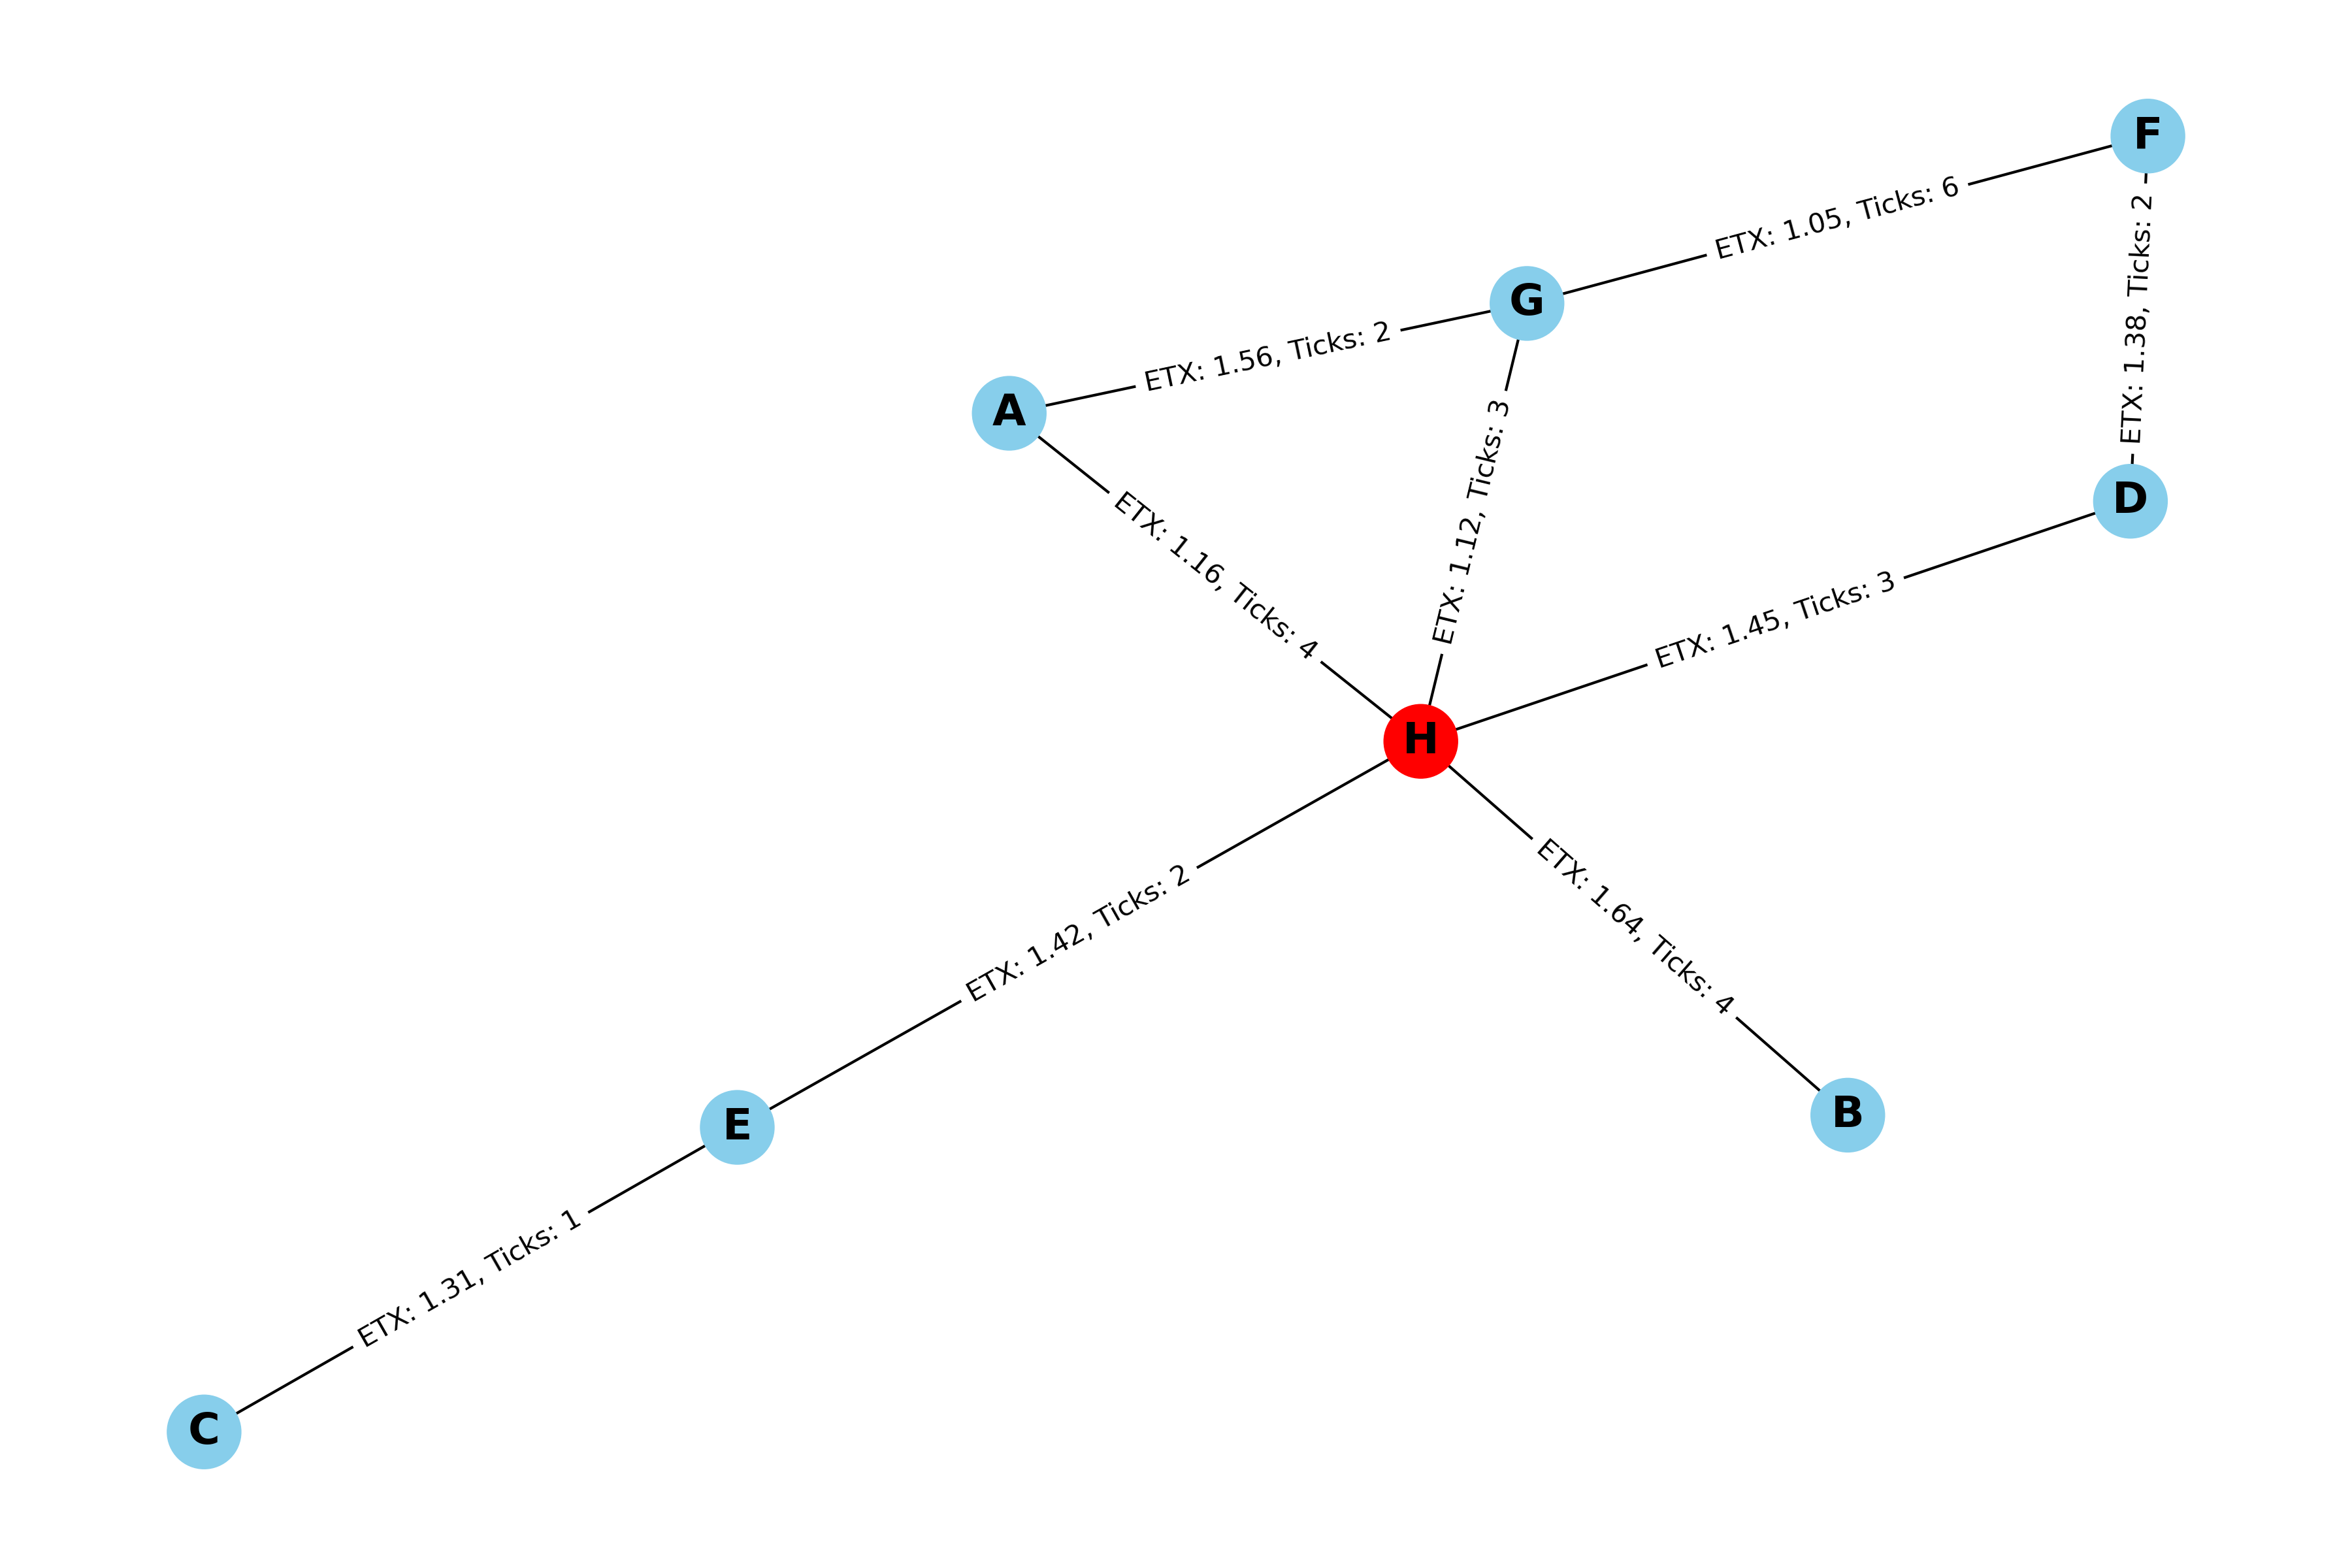 F
ETX: 1.05, Ticks: 6
ETX: 1.38, Ticks: 2
G
ETX: 1.56, Ticks: 2
A
ETX: 1.12, Ticks: 3
D
ETX: 1.16, Ticks: 4
ETX: 1.45, Ticks: 3
H
ETX: 1.42, Ticks: 2
ETX: 1.64, Ticks: 4
B
E
ETX: 1.31, Ticks: 1
C